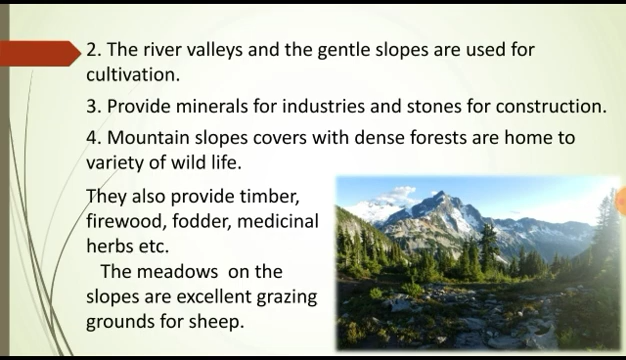 2. The river valleys and the gentle slopes are used for
cultivation.
3. Provide minerals for industries and stones for construction.
4. Mountain slopes covers with dense forests are home to
variety of wild life.
They also provide timber,
firewood, fodder, medicinal
herbs etc.
The meadows on the
slopes are excellent grazing
grounds for sheep.